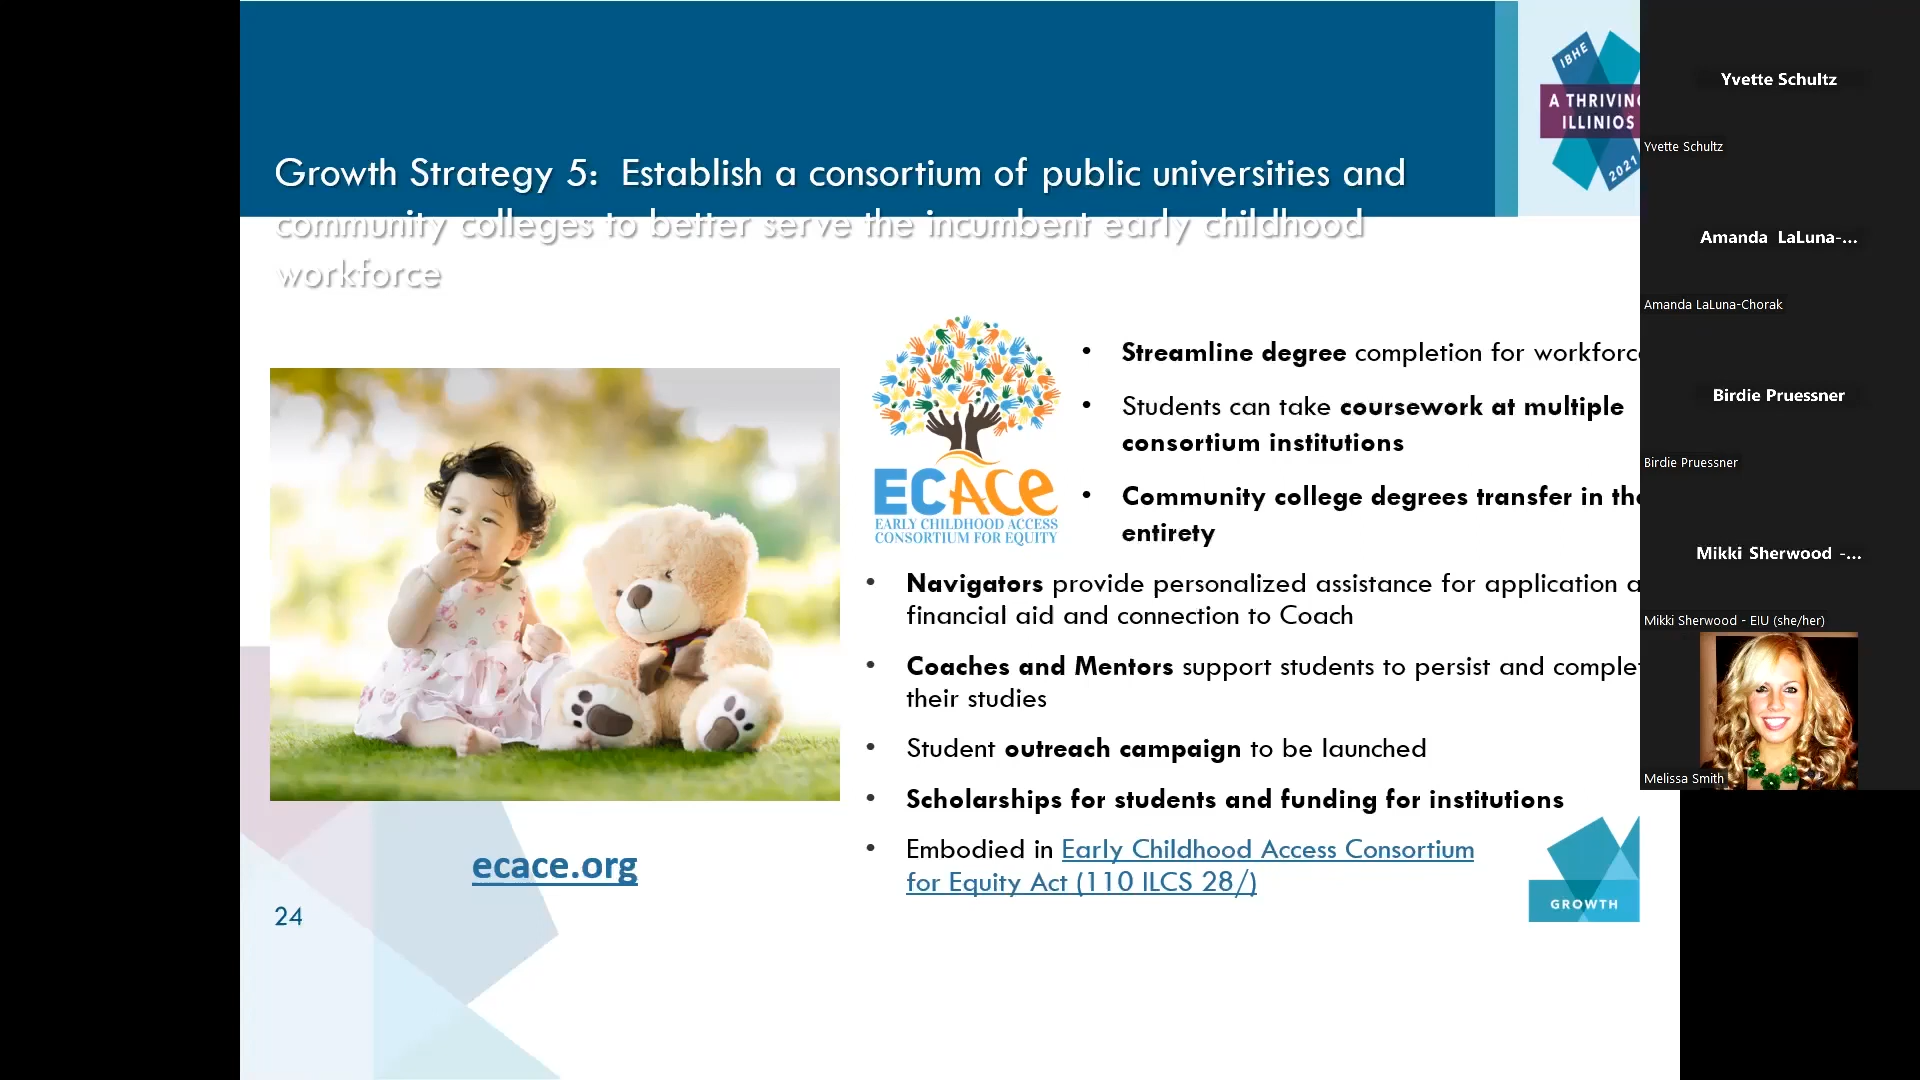 Growth Strategy 5: Establish a consortium of public universities and
community colleges to better serve the incumbent early childhood
workforce
IBHE
A THRIVING
ILLINIOS
2021
ECACE
EARLY CHILDHOOD ACCESS
CONSORTIUM FOR EQUITY
• Streamline degree completion for workforc
• Students can take coursework at multiple
consortium institutions
• Community college degrees transfer in the
entirety
• Navigators provide personalized assistance for application a
financial aid and connection to Coach
• Coaches and Mentors support students to persist and complet
their studies
• Student outreach campaign to be launched
• Scholarships for students and funding for institutions
• Embodied in Early Childhood Access Consortium
for Equity Act (110 ILCS 28/)
ecace.org
24
GROWTH
Yvette Schultz
Yvette Schultz
Amanda LaLuna-...
Amanda LaLuna-Chorak
Birdie Pruessner
Birdie Pruessner
Mikki Sherwood -...
Mikki Sherwood - EIU (she/her)
Melissa Smith